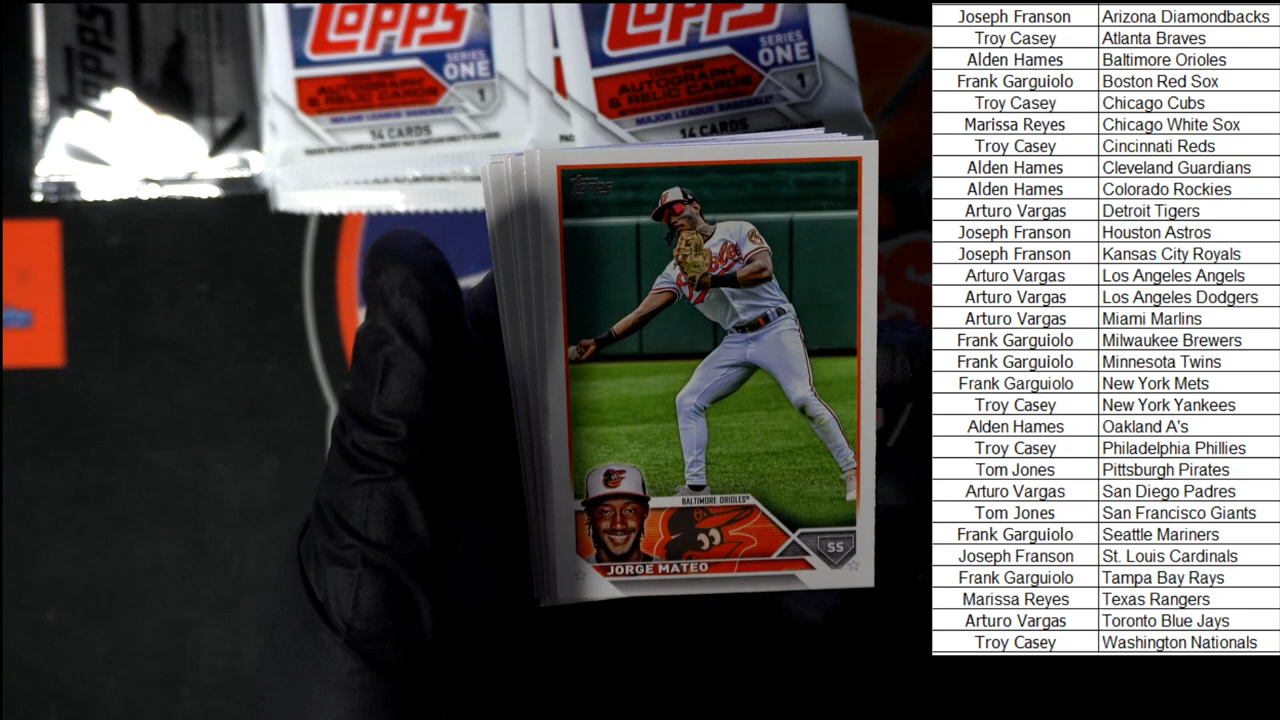 TOPPS
SERIES
ONE
1
AUTOGRAPH
& RELIC CARDS
MAJOR LEAGUE BASEBALL
14 CARDS
TOPPS
SERIES
ONE
1
LOOK FOR
AUTOGRAPH
& RELIC CARDS
MAJOR LEAGUE BASEBALL
14 CARDS
TOPPS
Topps
Orioles
BALTIMORE ORIOLES®
SS
JORGE MATEO
Joseph Franson Arizona Diamondbacks
Troy Casey Atlanta Braves
Alden Hames Baltimore Orioles
Frank Garguiolo Boston Red Sox
Troy Casey Chicago Cubs
Marissa Reyes Chicago White Sox
Troy Casey Cincinnati Reds
Alden Hames Cleveland Guardians
Alden Hames Colorado Rockies
Arturo Vargas Detroit Tigers
Joseph Franson Houston Astros
Joseph Franson Kansas City Royals
Arturo Vargas Los Angeles Angels
Arturo Vargas Los Angeles Dodgers
Arturo Vargas Miami Marlins
Frank Garguiolo Milwaukee Brewers
Frank Garguiolo Minnesota Twins
Frank Garguiolo New York Mets
Troy Casey New York Yankees
Alden Hames Oakland A's
Troy Casey Philadelphia Phillies
Tom Jones Pittsburgh Pirates
Arturo Vargas San Diego Padres
Tom Jones San Francisco Giants
Frank Garguiolo Seattle Mariners
Joseph Franson St. Louis Cardinals
Frank Garguiolo Tampa Bay Rays
Marissa Reyes Texas Rangers
Arturo Vargas Toronto Blue Jays
Troy Casey Washington Nationals